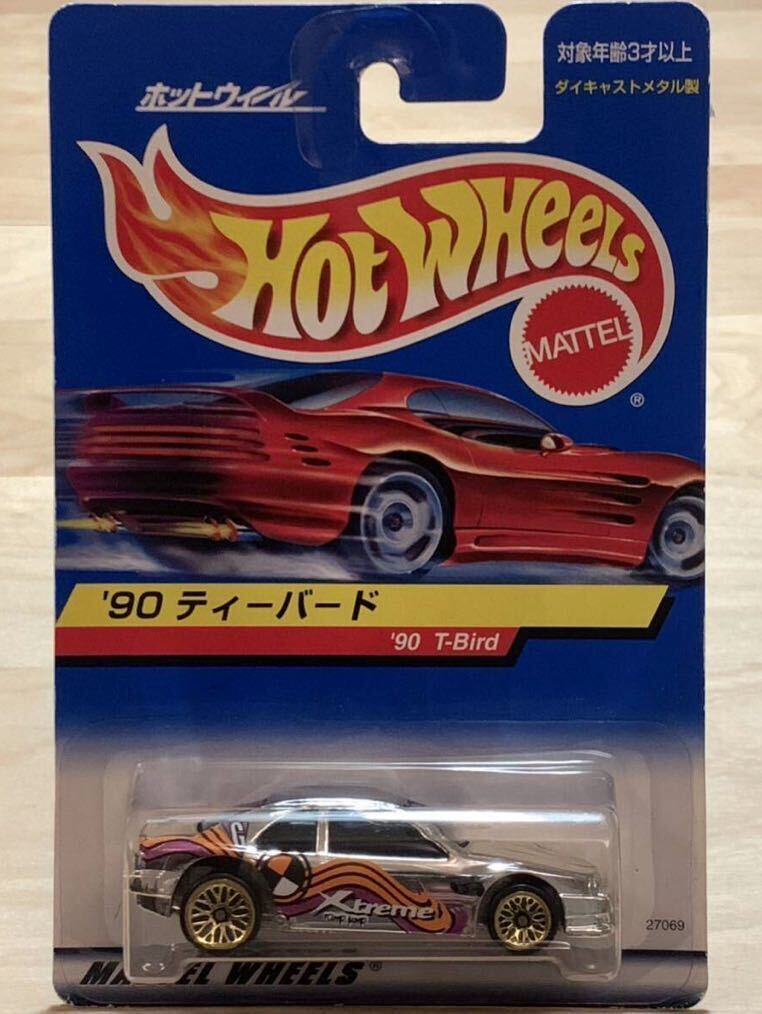 対象年齢3才以上
ダイキャストメタル製
ホットウィール
HOT WHEELS
MATTEL
®
'90 ティーバード
'90 T-Bird
G
Xtreme
27069
MATTEL WHEELS®